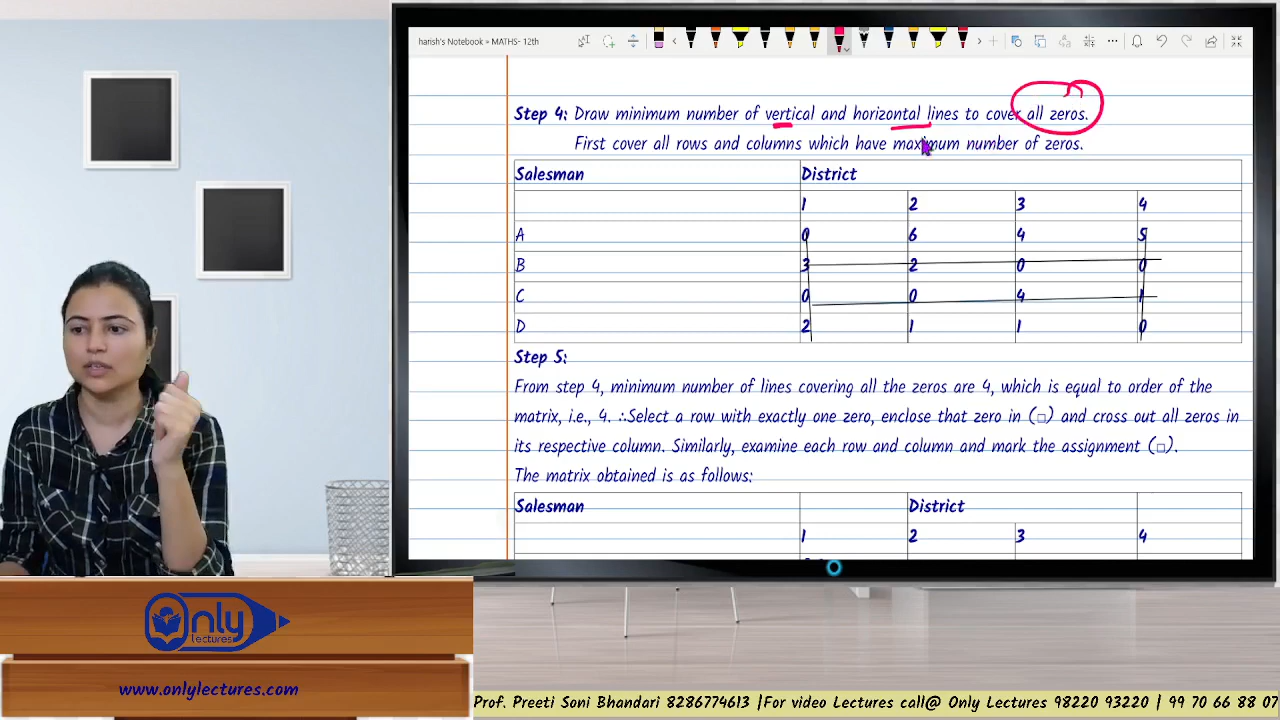 harish's Notebook » MATHS- 12th
Step 4: Draw minimum number of vertical and horizontal lines to cover all zeros.
First cover all rows and columns which have maximum number of zeros.
Salesman District
1 2 3 4
A 0 6 4 5
B 3 2 0 0
C 0 0 4 1
D 2 1 1 0
Step 5:
From step 4, minimum number of lines covering all the zeros are 4, which is equal to order of the
matrix, i.e., 4. ∴Select a row with exactly one zero, enclose that zero in (□) and cross out all zeros in
its respective column. Similarly, examine each row and column and mark the assignment (□).
The matrix obtained is as follows:
Salesman District
1 2 3 4
Only
lectures
www.onlylectures.com
Prof. Preeti Soni Bhandari 8286774613 |For video Lectures call@ Only Lectures 98220 93220 | 99 70 66 88 07